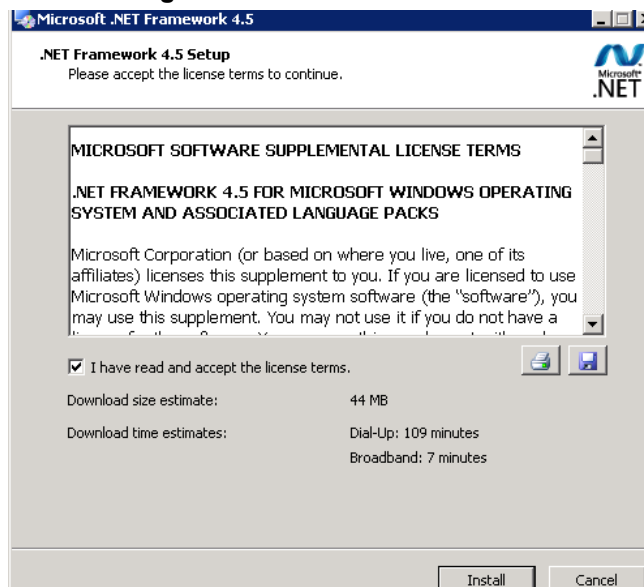 Microsoft .NET Framework 4.5
.NET Framework 4.5 Setup
Please accept the license terms to continue.
Microsoft
.NET
MICROSOFT SOFTWARE SUPPLEMENTAL LICENSE TERMS
.NET FRAMEWORK 4.5 FOR MICROSOFT WINDOWS OPERATING
SYSTEM AND ASSOCIATED LANGUAGE PACKS
Microsoft Corporation (or based on where you live, one of its
affiliates) licenses this supplement to you. If you are licensed to use
Microsoft Windows operating system software (the "software"), you
may use this supplement. You may not use it if you do not have a
I have read and accept the license terms.
Download size estimate: 44 MB
Download time estimates: Dial-Up: 109 minutes
Broadband: 7 minutes
Install Cancel